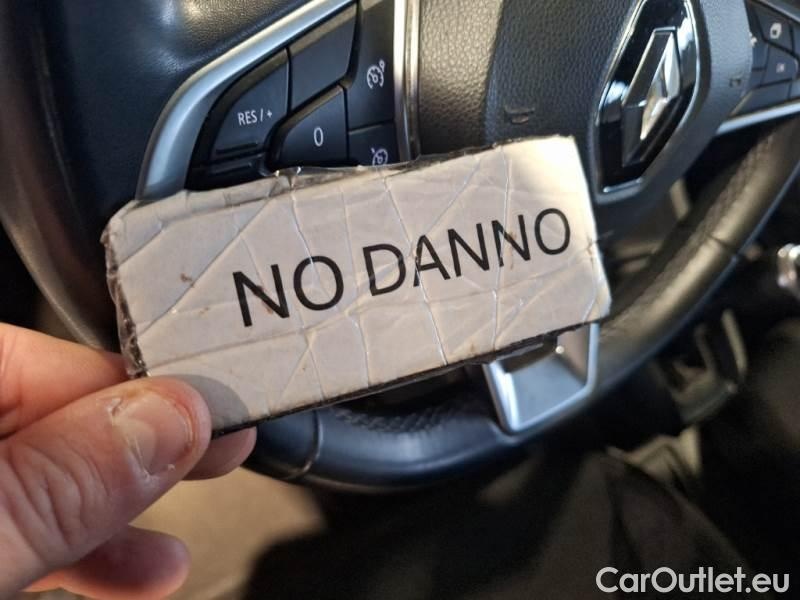 RES / +
0
NO DANNO
CarOutlet.eu